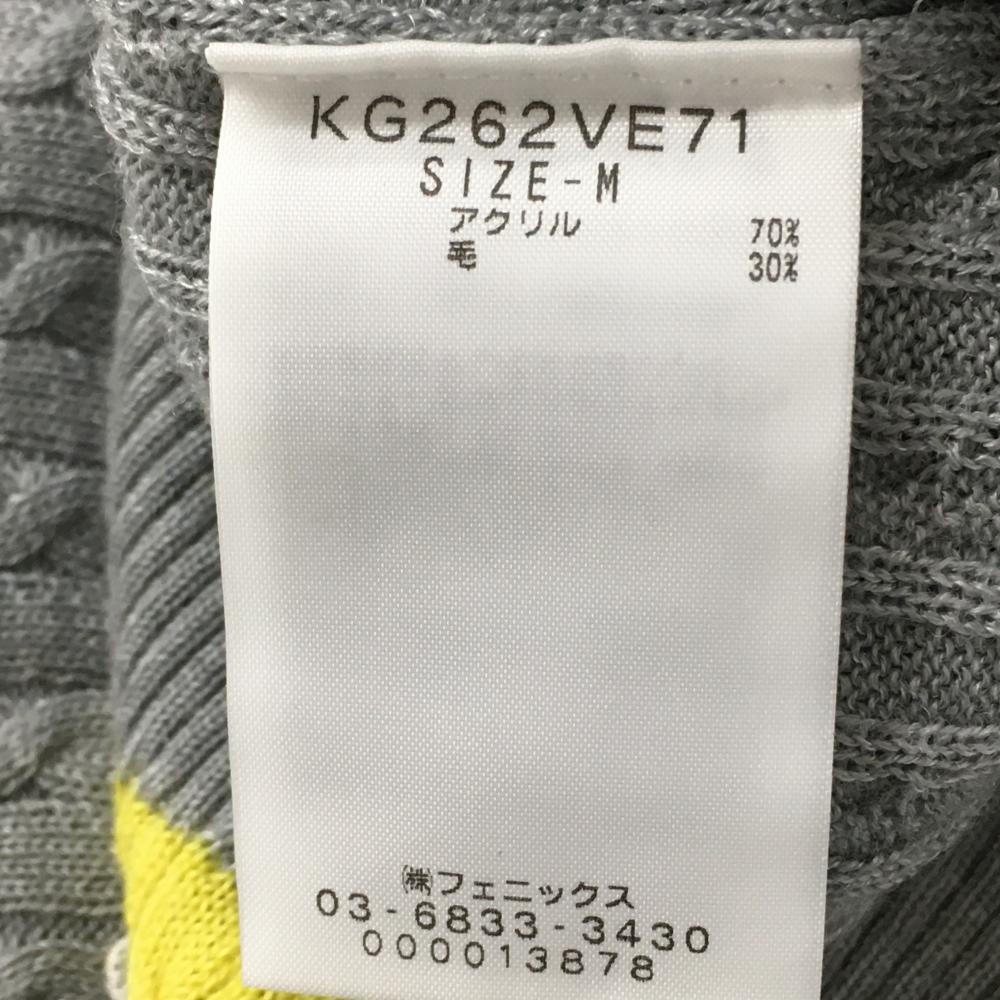 KG262VE71
SIZE-M
アクリル 70%
毛 30%
㈱フェニックス
03-6833-3430
000013878